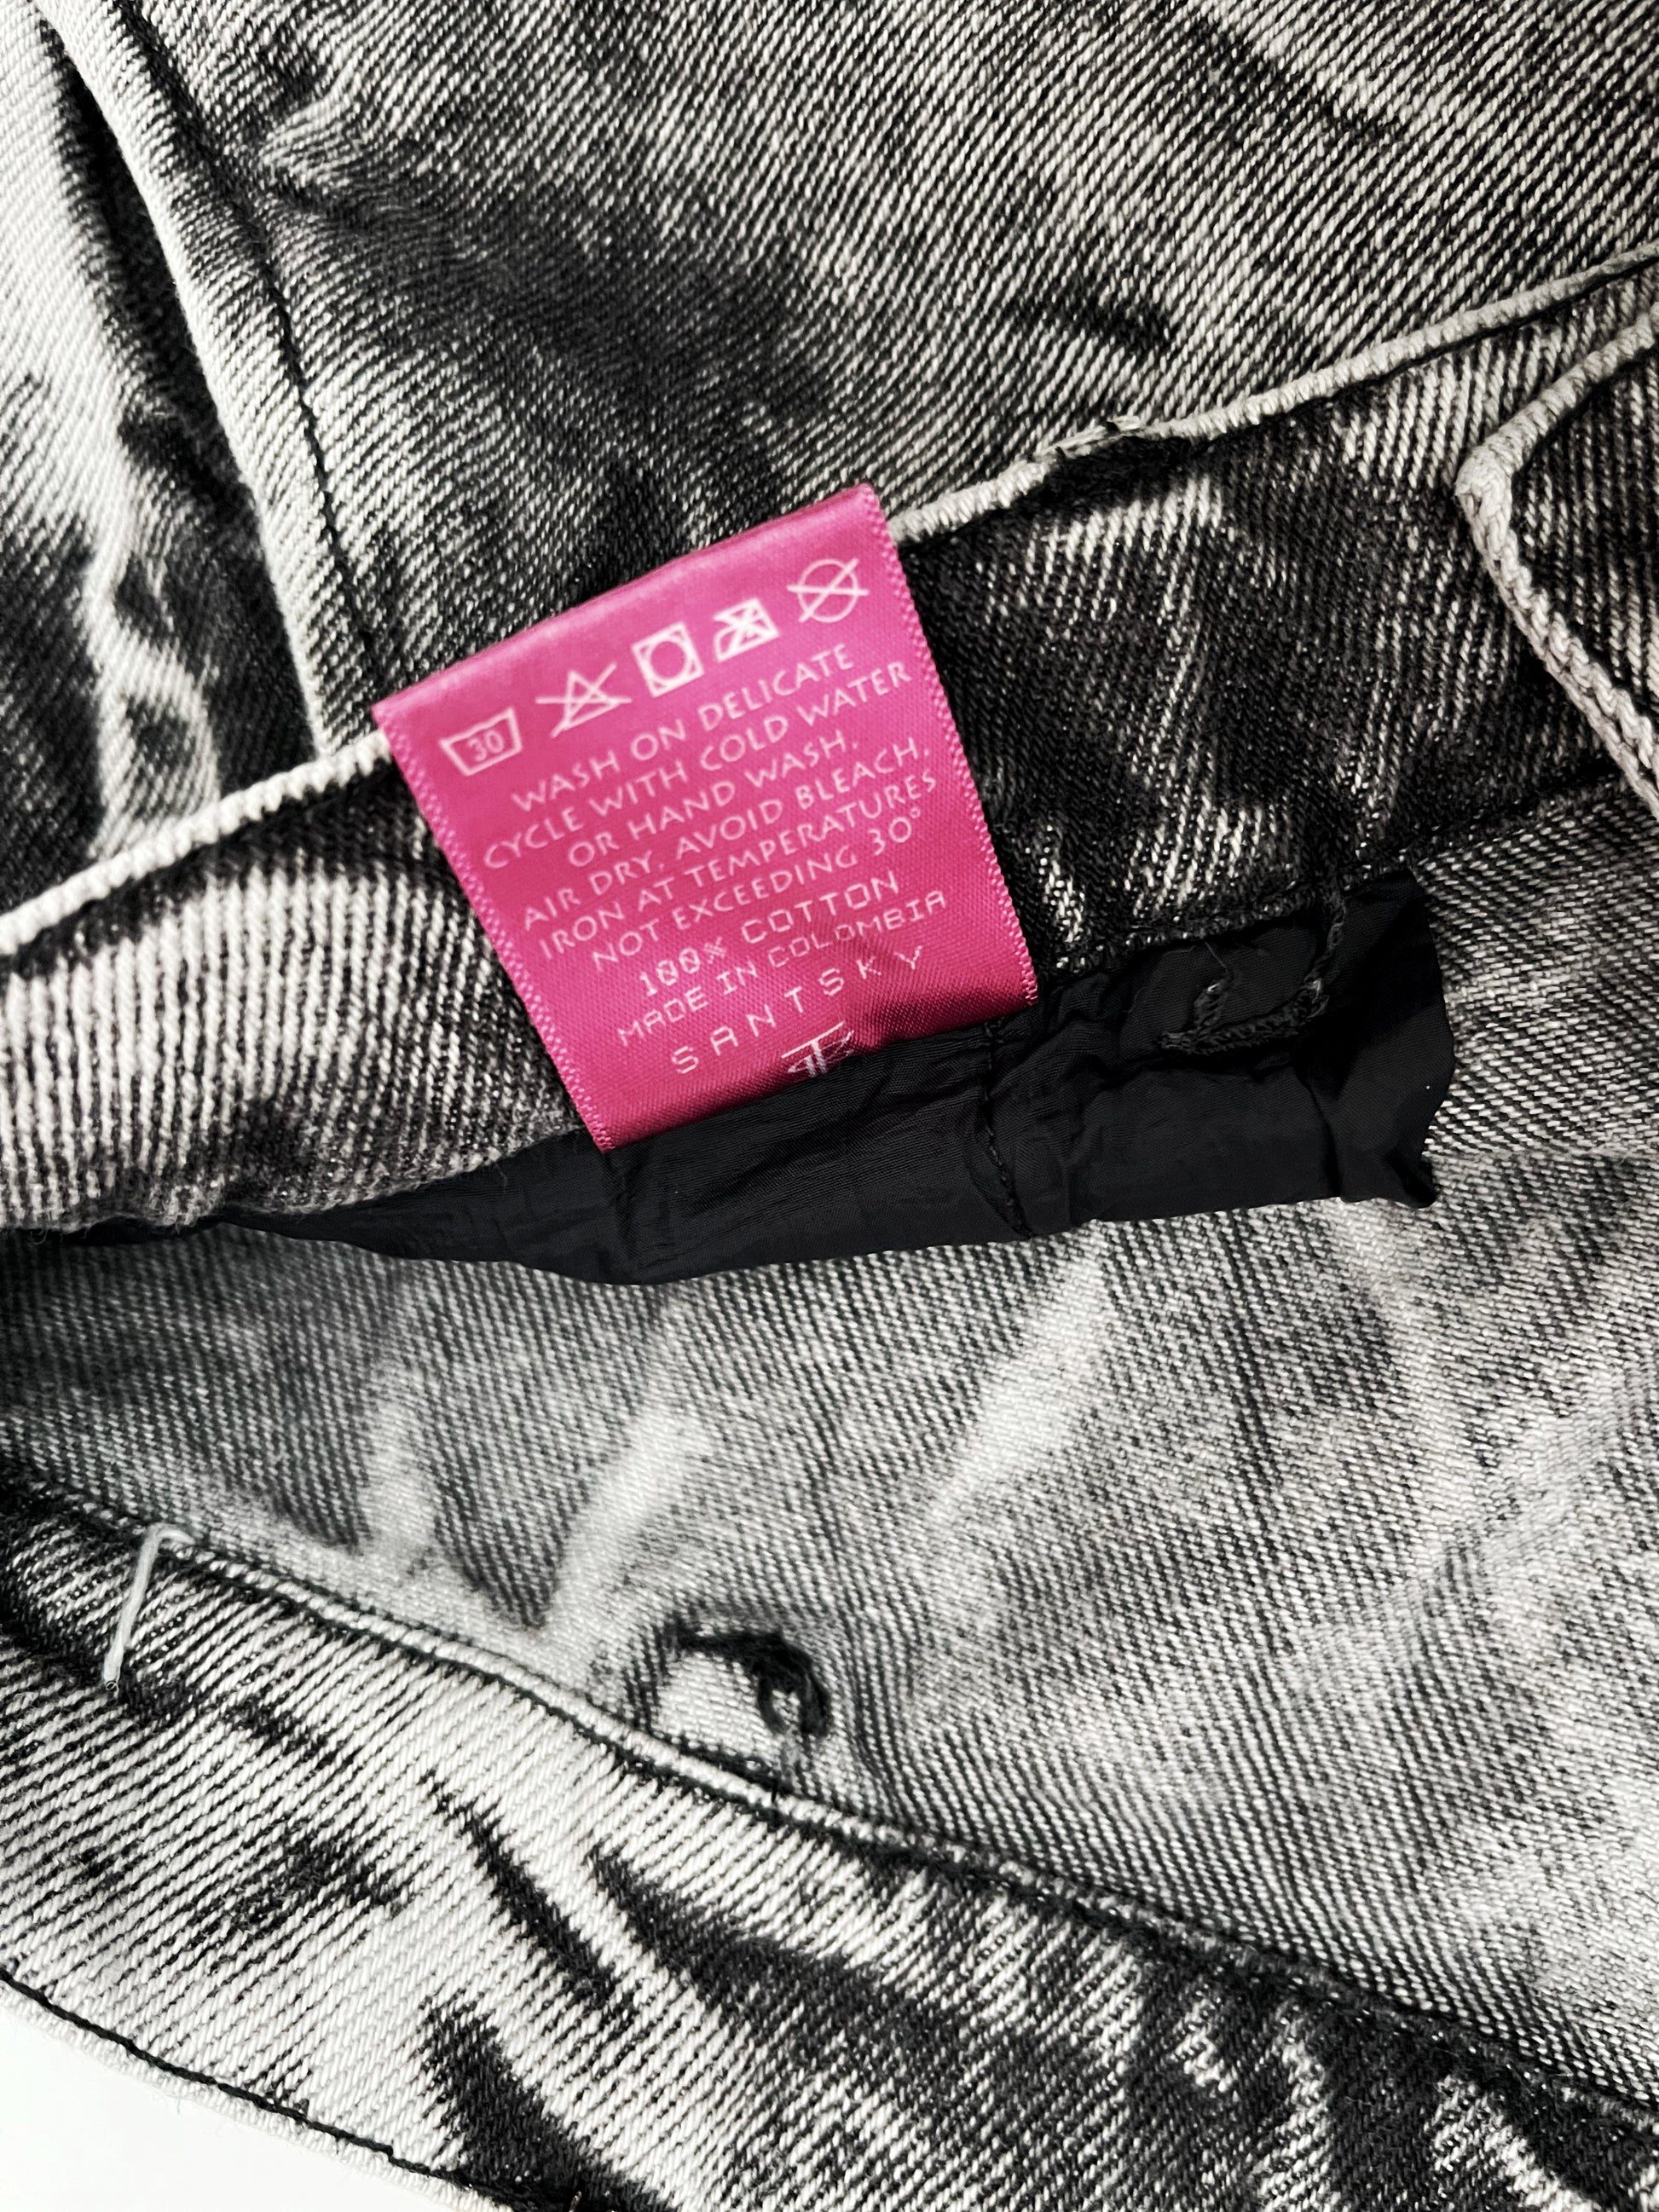 30
WASH ON DELICATE
CYCLE WITH COLD WATER
OR HAND WASH.
AIR DRY. AVOID BLEACH.
IRON AT TEMPERATURES
NOT EXCEEDING 30°
100% COTTON
MADE IN COLOMBIA
SANTSKY